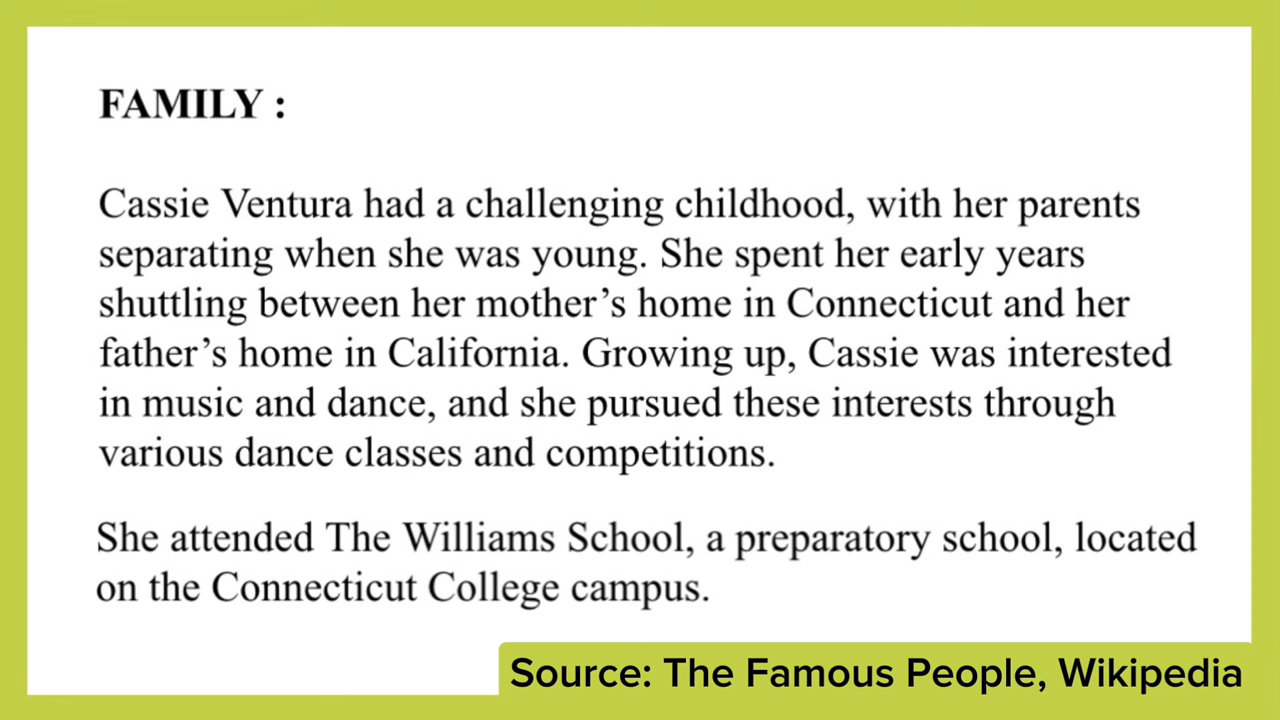 FAMILY :
Cassie Ventura had a challenging childhood, with her parents
separating when she was young. She spent her early years
shuttling between her mother’s home in Connecticut and her
father’s home in California. Growing up, Cassie was interested
in music and dance, and she pursued these interests through
various dance classes and competitions.
She attended The Williams School, a preparatory school, located
on the Connecticut College campus.
Source: The Famous People, Wikipedia